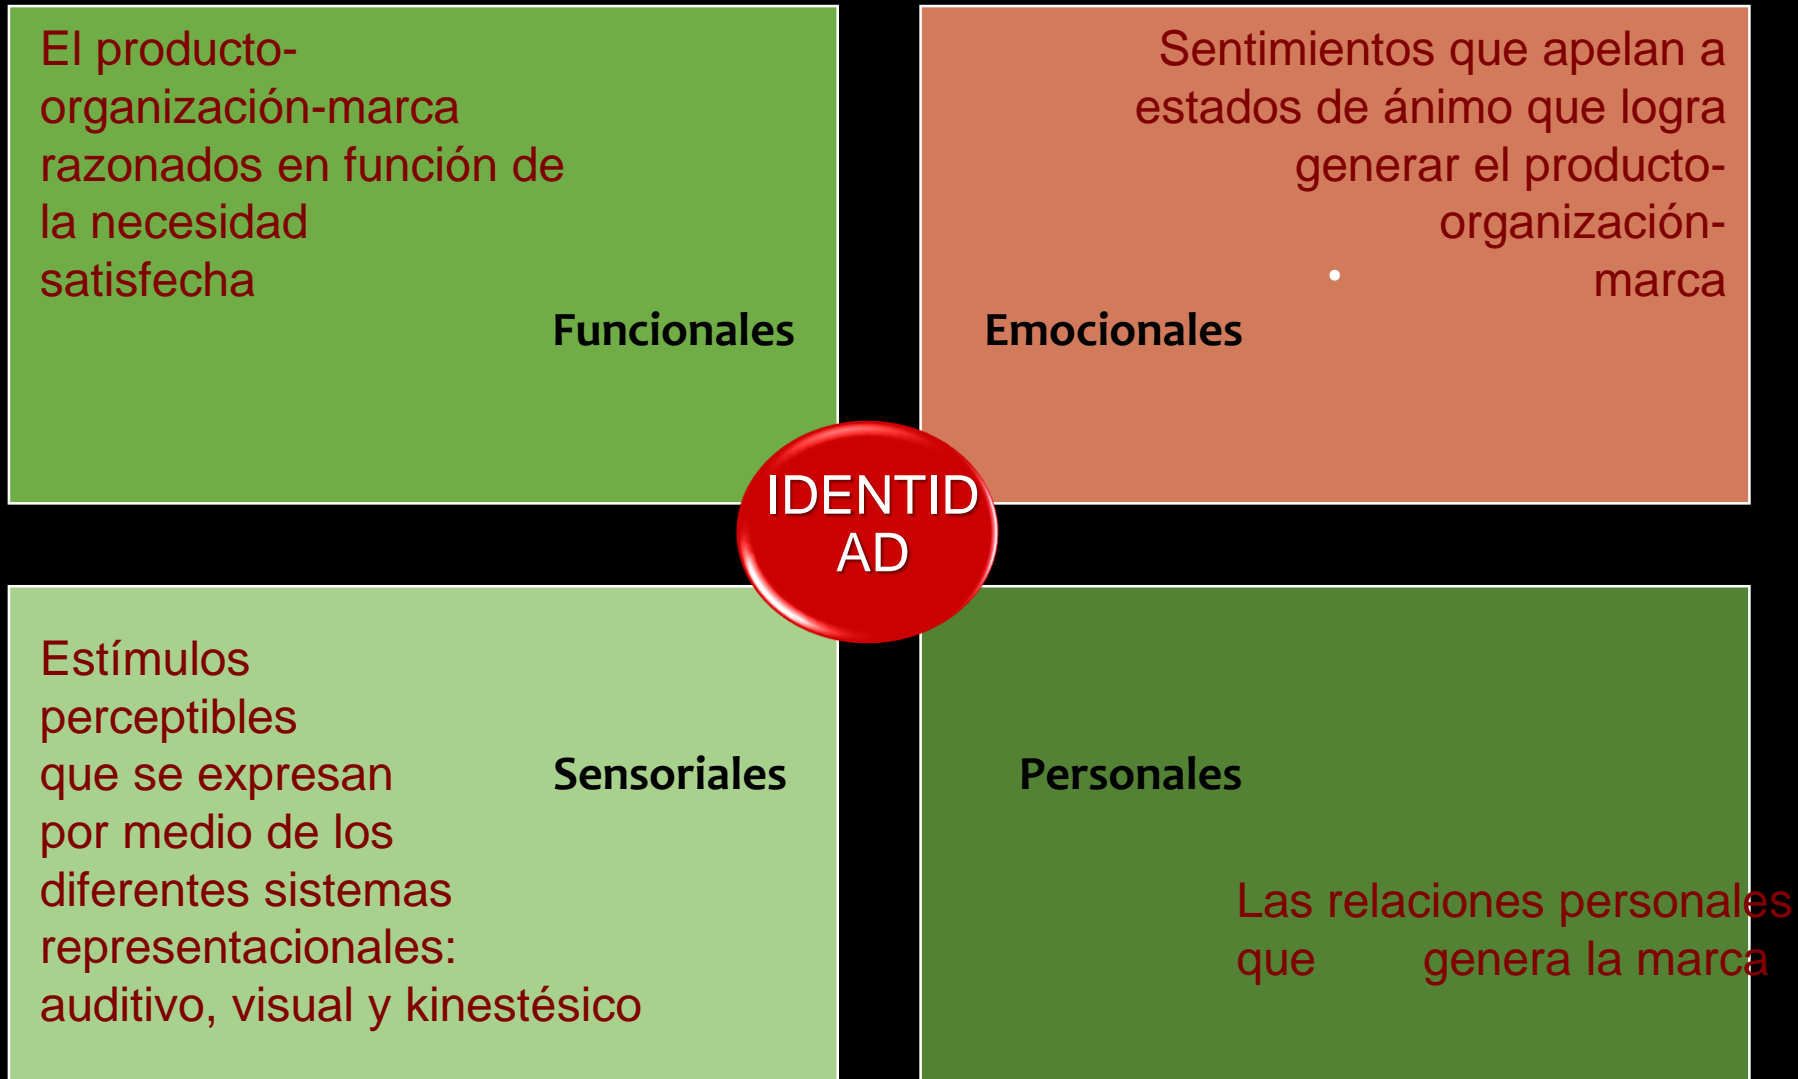 El producto-
organización-marca
razonados en función de
la necesidad
satisfecha
Funcionales
Sentimientos que apelan a
estados de ánimo que logra
generar el producto-
organización-
• marca
Emocionales
IDENTID
AD
Estímulos
perceptibles
que se expresan
por medio de los
diferentes sistemas
representacionales:
auditivo, visual y kinestésico
Sensoriales
Personales
Las relaciones personales
que genera la marca